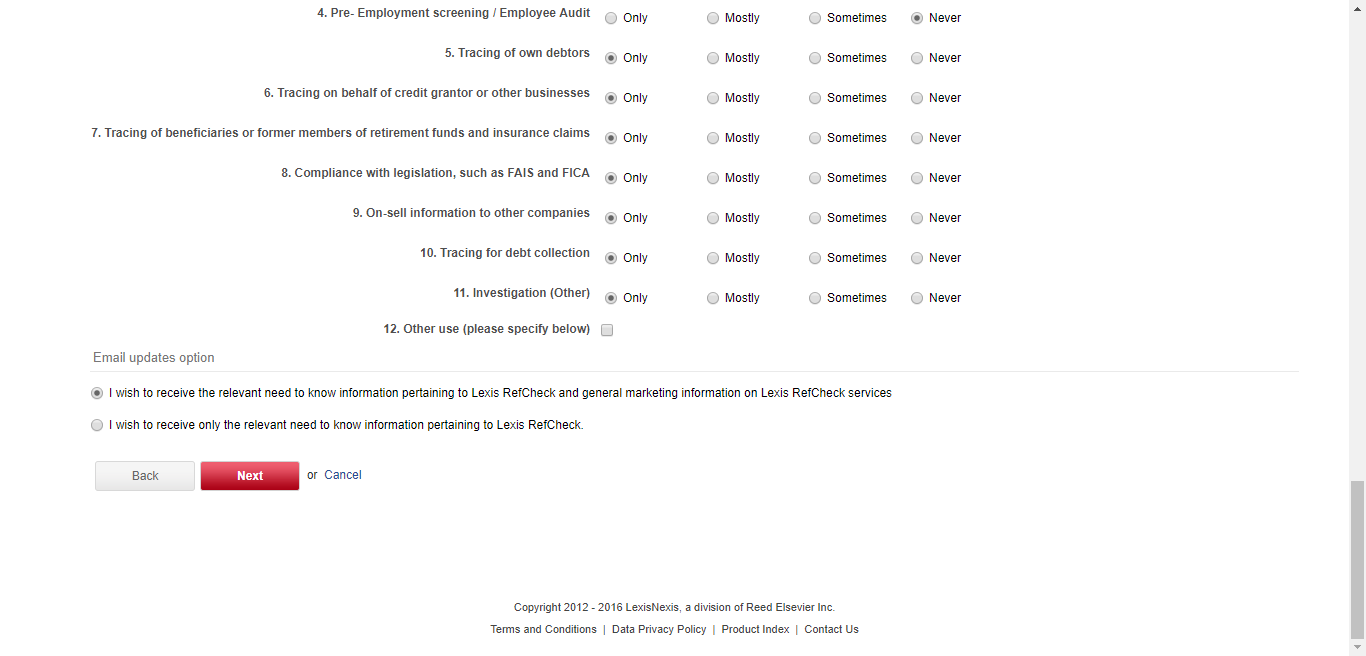 4. Pre- Employment screening / Employee Audit Only Mostly Sometimes Never
5. Tracing of own debtors Only Mostly Sometimes Never
6. Tracing on behalf of credit grantor or other businesses Only Mostly Sometimes Never
7. Tracing of beneficiaries or former members of retirement funds and insurance claims Only Mostly Sometimes Never
8. Compliance with legislation, such as FAIS and FICA Only Mostly Sometimes Never
9. On-sell information to other companies Only Mostly Sometimes Never
10. Tracing for debt collection Only Mostly Sometimes Never
11. Investigation (Other) Only Mostly Sometimes Never
12. Other use (please specify below)
Email updates option
I wish to receive the relevant need to know information pertaining to Lexis RefCheck and general marketing information on Lexis RefCheck services
I wish to receive only the relevant need to know information pertaining to Lexis RefCheck.
Back Next or Cancel
Copyright 2012 - 2016 LexisNexis, a division of Reed Elsevier Inc.
Terms and Conditions | Data Privacy Policy | Product Index | Contact Us